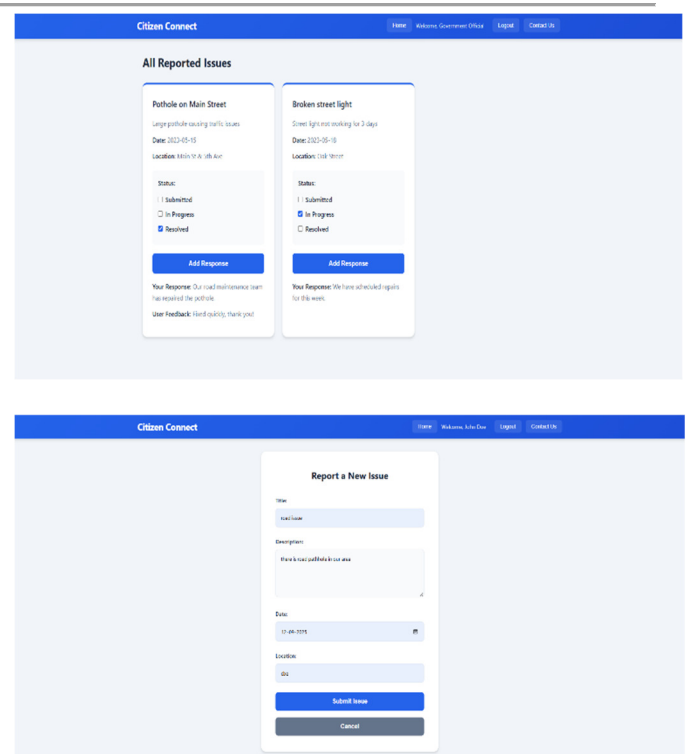 Citizen Connect
Home Welcome, Government Official Logout Contact Us
All Reported Issues
Pothole on Main Street
Large pothole causing traffic issues
Date: 2023-05-15
Location: Main St & 5th Ave
Status:
Submitted
In Progress
Resolved
Add Response
Your Response: Our road maintenance team
has repaired the pothole
User Feedback: Fixed quickly, thank you!
Broken street light
Street light not working for 3 days
Date: 2023-05-18
Location: Oak Street
Status:
Submitted
In Progress
Resolved
Add Response
Your Response: We have scheduled repairs
for this week
Citizen Connect
Home Welcome, John Doe Logout Contact Us
Report a New Issue
Title:
road issue
Description:
there is road pathhole in our area
Date:
Location:
Submit Issue
Cancel